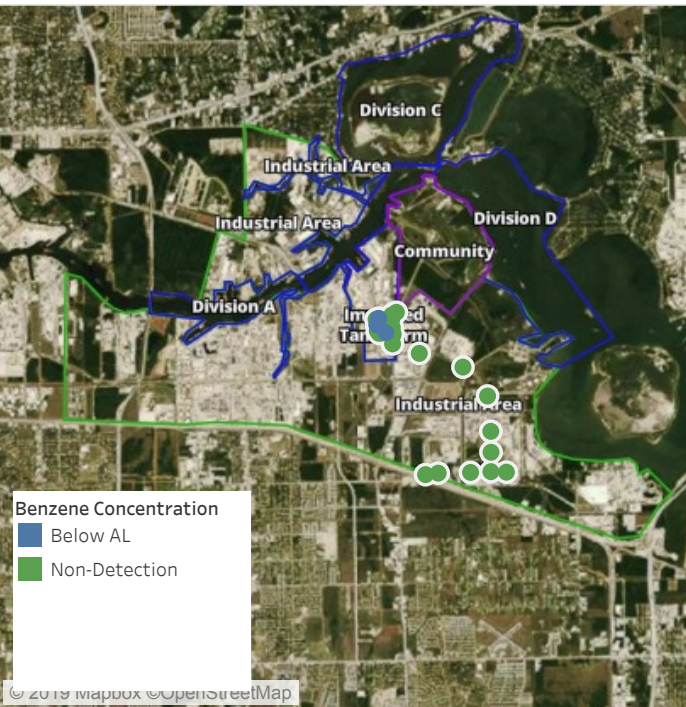 Division C
Industrial Area
Industrial Area
Division D
Community
Division A
Industrial Area
Benzene Concentration
Below AL
Non-Detection
© 2019 Mapbox ©OpenStreetMap